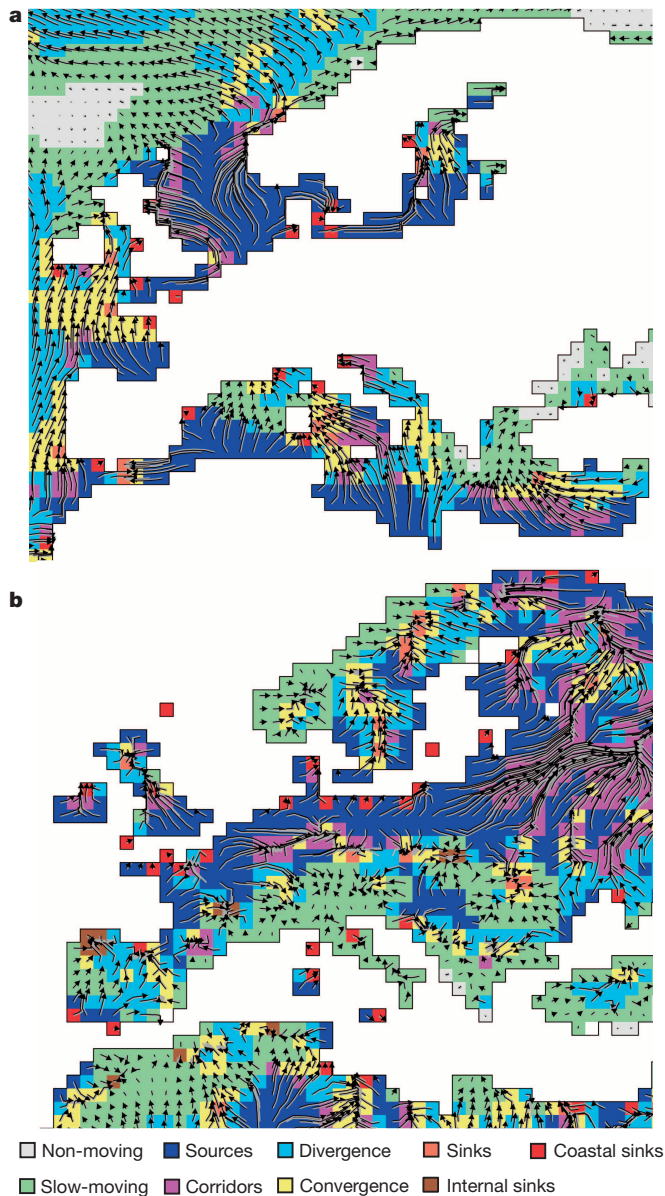 a
b
Non-moving Sources Divergence Sinks Coastal sinks
Slow-moving Corridors Convergence Internal sinks